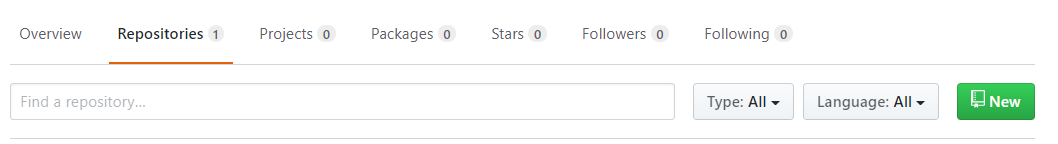 Overview Repositories 1 Projects 0 Packages 0 Stars 0 Followers 0 Following 0
Find a repository... Type: All Language: All New